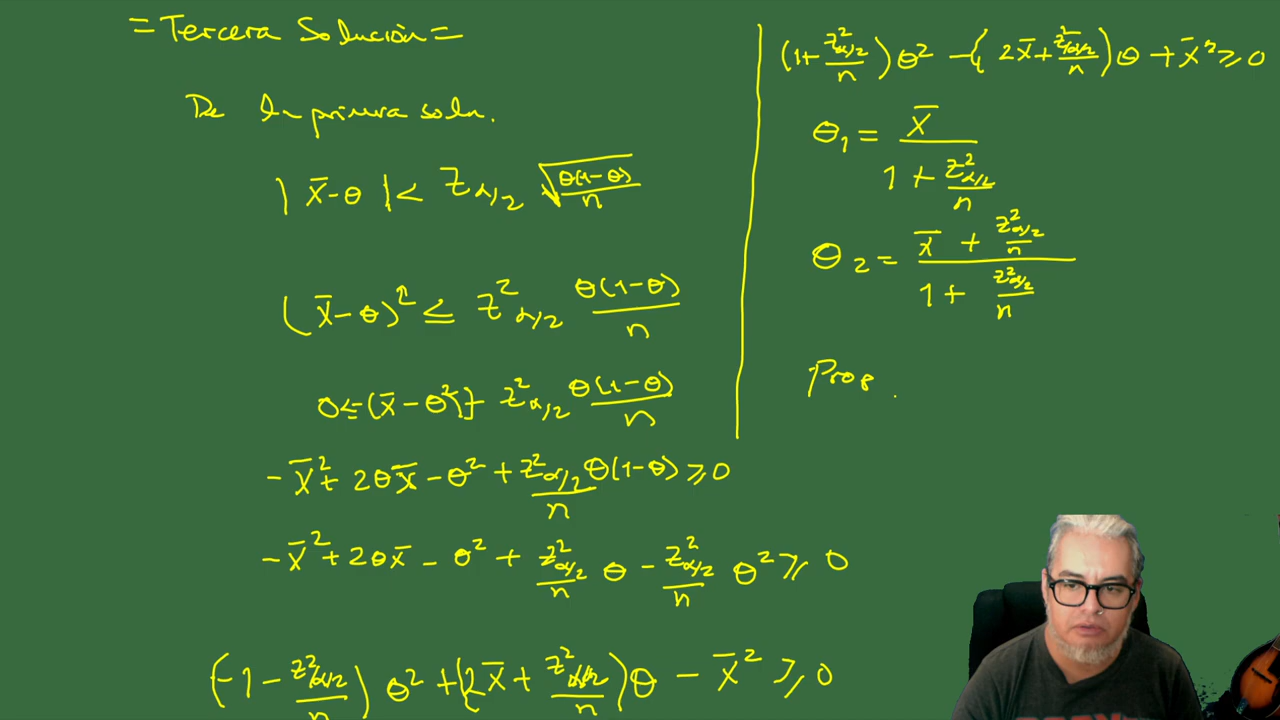 =Tercera Solución=
De la primera soln.
| x̄-θ |< Z_{α/2} √(θ(1-θ)/n)
(x̄-θ)² ≤ Z²_{α/2} θ(1-θ)/n
0 ≤ (x̄-θ²)} + Z²_{α/2} θ(1-θ)/n
-x̄² + 2θx̄ - θ² + Z²_{α/2}/n θ(1-θ) ≥ 0
-x̄² + 2θx̄ - θ² + Z²_{α/2}/n θ - Z²_{α/2}/n θ² ≥ 0
(-1 - Z²_{α/2}/n) θ² + (2x̄ + Z²_{α/2}/n) θ - x̄² ≥ 0
(1 + Z²_{α/2}/n) θ² - (2x̄ + Z²_{α/2}/n) θ + x̄² ≥ 0
θ₁ = x̄ / (1 + Z²_{α/2}/n)
θ₂ = (x̄ + Z²_{α/2}/n) / (1 + Z²_{α/2}/n)